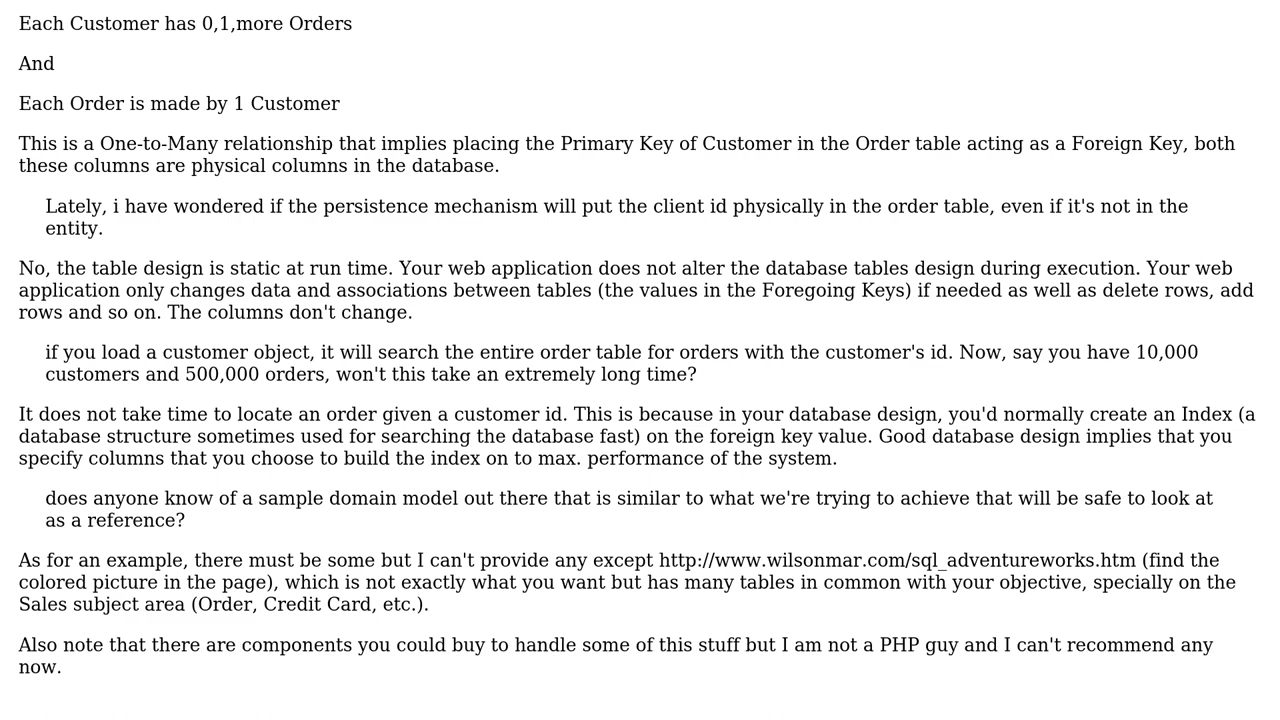 Each Customer has 0,1,more Orders
And
Each Order is made by 1 Customer
This is a One-to-Many relationship that implies placing the Primary Key of Customer in the Order table acting as a Foreign Key, both
these columns are physical columns in the database.
Lately, i have wondered if the persistence mechanism will put the client id physically in the order table, even if it's not in the
entity.
No, the table design is static at run time. Your web application does not alter the database tables design during execution. Your web
application only changes data and associations between tables (the values in the Foregoing Keys) if needed as well as delete rows, add
rows and so on. The columns don't change.
if you load a customer object, it will search the entire order table for orders with the customer's id. Now, say you have 10,000
customers and 500,000 orders, won't this take an extremely long time?
It does not take time to locate an order given a customer id. This is because in your database design, you'd normally create an Index (a
database structure sometimes used for searching the database fast) on the foreign key value. Good database design implies that you
specify columns that you choose to build the index on to max. performance of the system.
does anyone know of a sample domain model out there that is similar to what we're trying to achieve that will be safe to look at
as a reference?
As for an example, there must be some but I can't provide any except http://www.wilsonmar.com/sql_adventureworks.htm (find the
colored picture in the page), which is not exactly what you want but has many tables in common with your objective, specially on the
Sales subject area (Order, Credit Card, etc.).
Also note that there are components you could buy to handle some of this stuff but I am not a PHP guy and I can't recommend any
now.